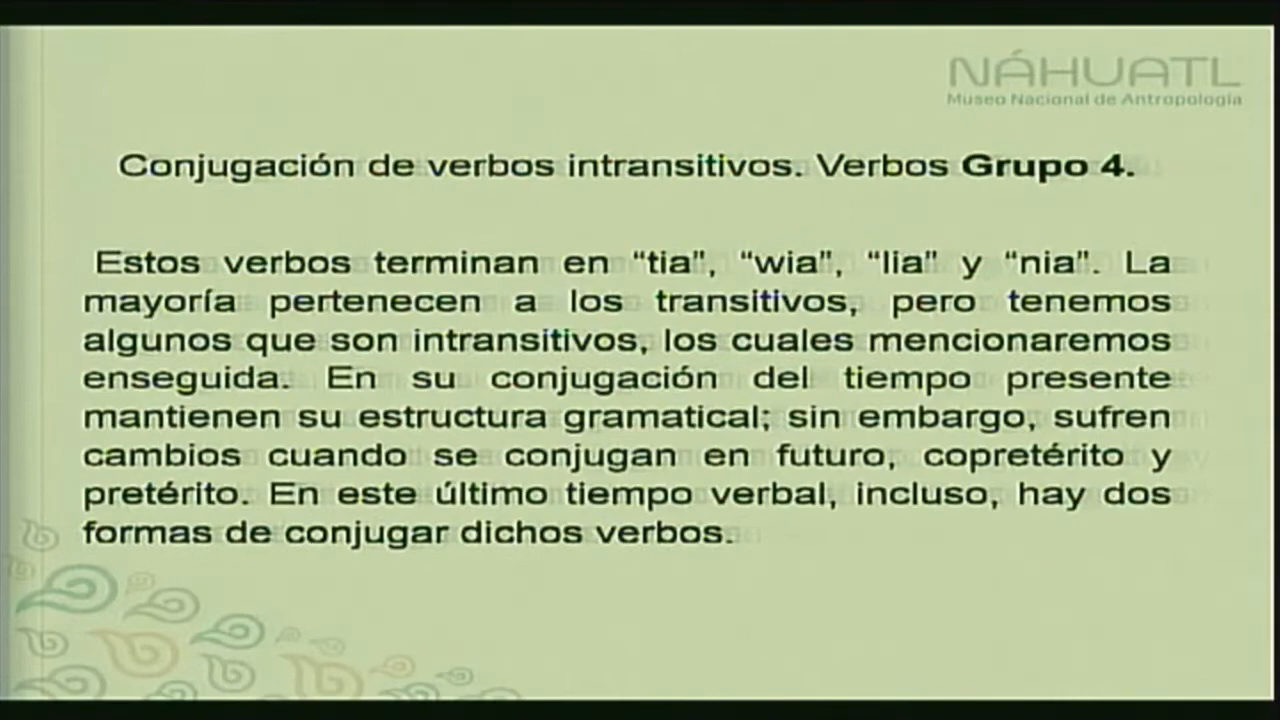 NÁHUATL
Museo Nacional de Antropología
Conjugación de verbos intransitivos. Verbos Grupo 4.
Estos verbos terminan en “tia”, “wia”, “lia” y “nia”. La
mayoría pertenecen a los transitivos, pero tenemos
algunos que son intransitivos, los cuales mencionaremos
enseguida. En su conjugación del tiempo presente
mantienen su estructura gramatical; sin embargo, sufren
cambios cuando se conjugan en futuro, copretérito y
pretérito. En este último tiempo verbal, incluso, hay dos
formas de conjugar dichos verbos.